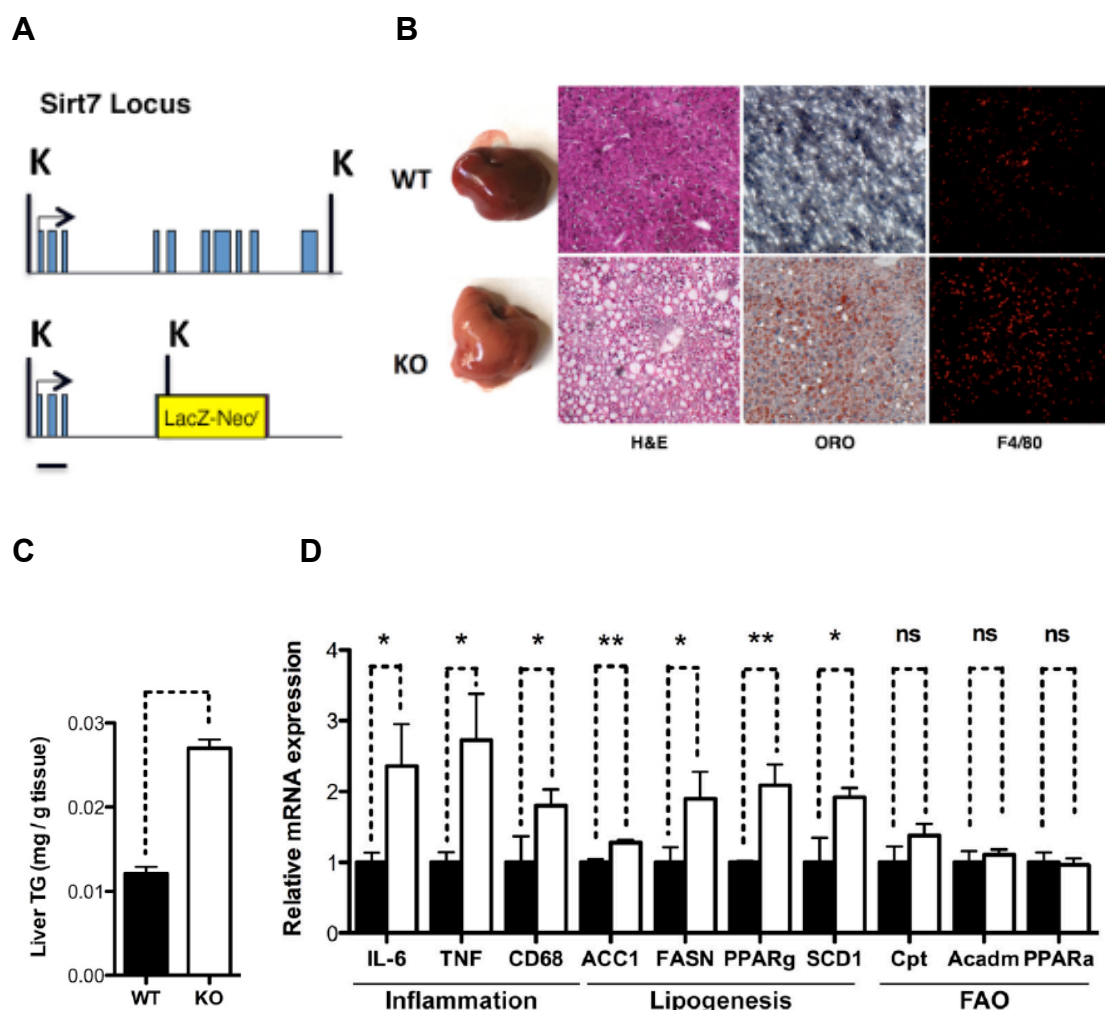 A
B
Sirt7 Locus
K K
K K
LacZ-Neoʳ
WT
KO
H&E ORO F4/80
C
D
Liver TG (mg / g tissue)
0.03
0.02
0.01
0.00
WT KO
Relative mRNA expression
4
3
2
1
0
* * * ** * ** * ns ns ns
IL-6 TNF CD68 ACC1 FASN PPARg SCD1 Cpt Acadm PPARa
Inflammation Lipogenesis FAO